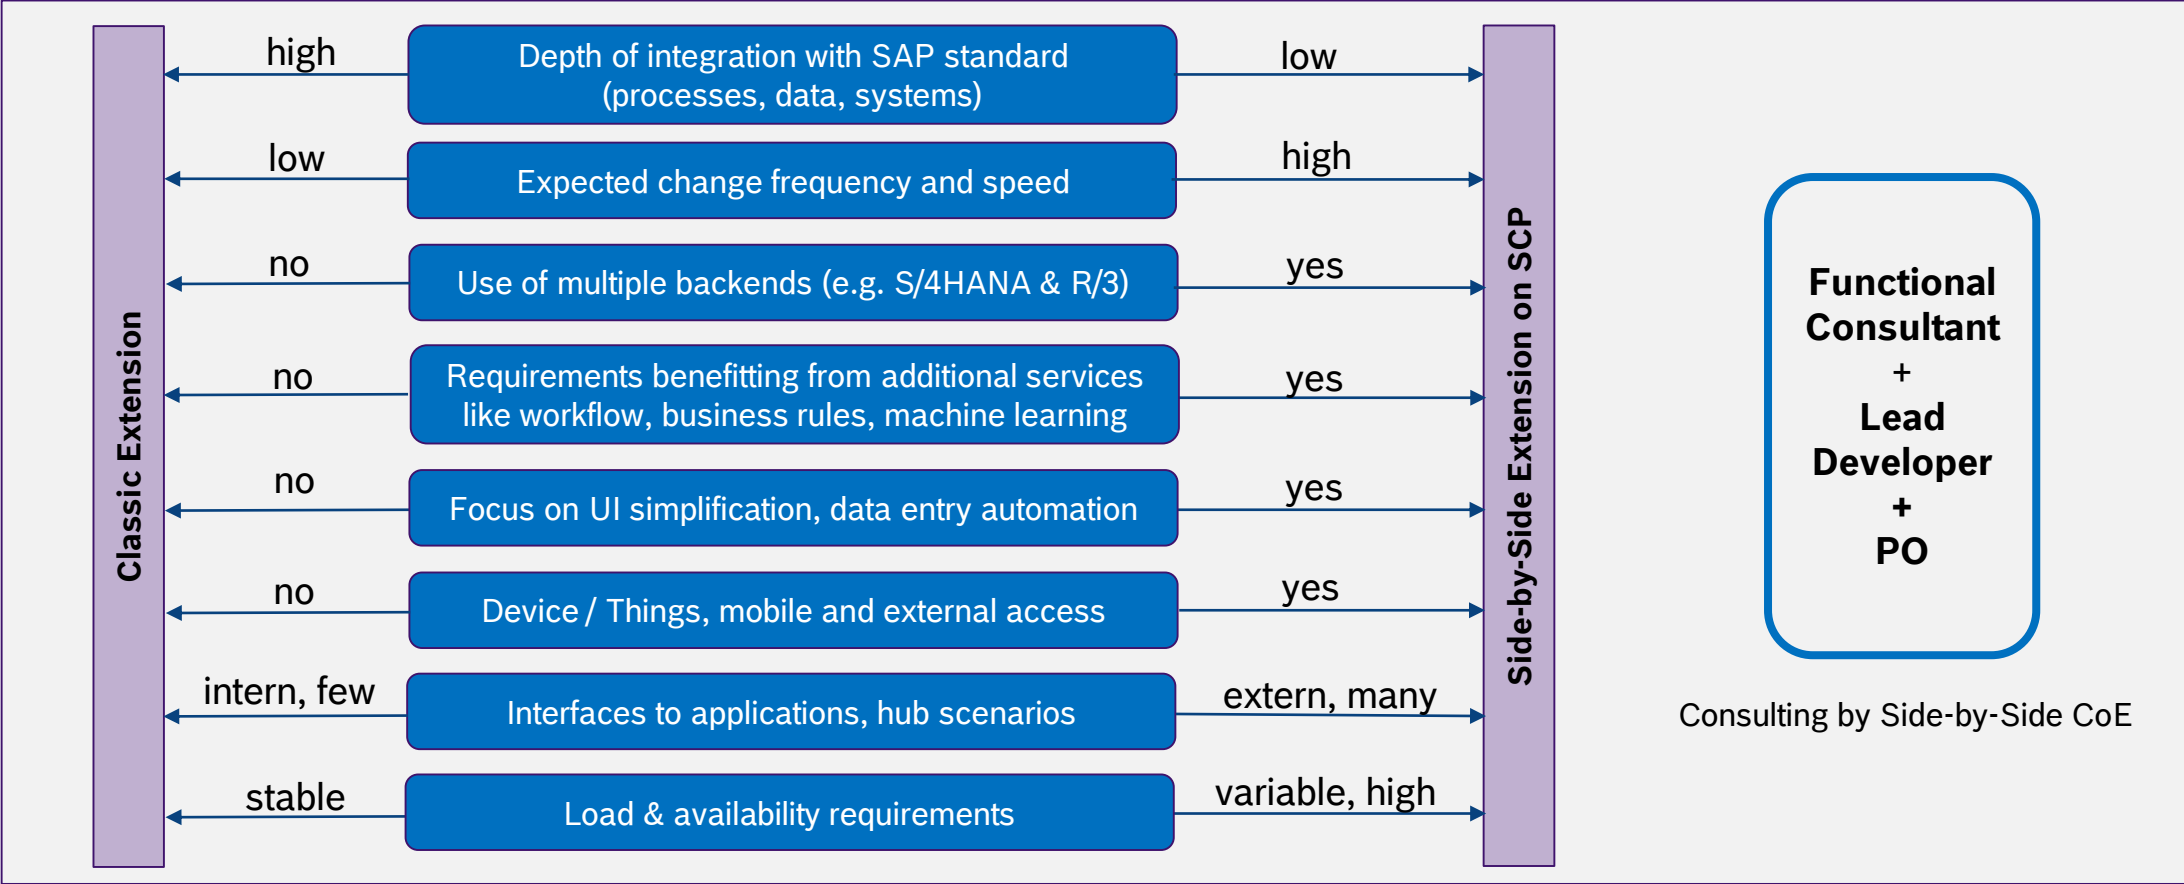 high
Depth of integration with SAP standard
(processes, data, systems)
low
low
Expected change frequency and speed
high
no
Use of multiple backends (e.g. S/4HANA & R/3)
yes
no
Requirements benefitting from additional services
like workflow, business rules, machine learning
yes
no
Focus on UI simplification, data entry automation
yes
no
Device / Things, mobile and external access
yes
intern, few
Interfaces to applications, hub scenarios
extern, many
stable
Load & availability requirements
variable, high
Classic Extension
Side-by-Side Extension on SCP
Functional
Consultant
+
Lead
Developer
+
PO
Consulting by Side-by-Side CoE